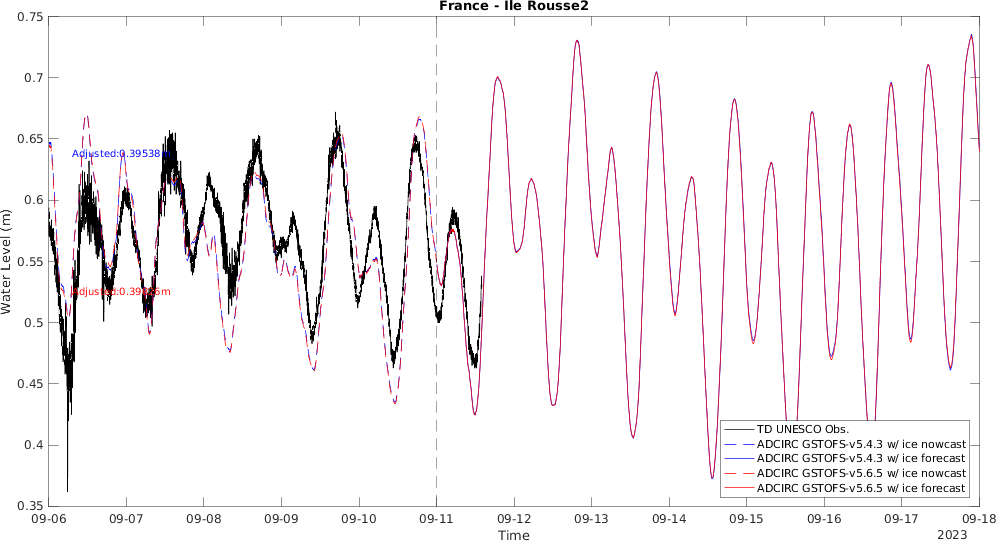 France - Ile Rousse2
Water Level (m)
0.75
0.7
0.65
0.6
0.55
0.5
0.45
0.4
0.35
Adjusted:0.39538m
09-06
09-07
09-08
09-09
09-10
09-11
09-12
09-13
09-14
09-15
09-16
09-17
09-18
Time
2023
TD UNESCO Obs.
ADCIRC GSTOFS-v5.4.3 w/ ice nowcast
ADCIRC GSTOFS-v5.4.3 w/ ice forecast
ADCIRC GSTOFS-v5.6.5 w/ ice nowcast
ADCIRC GSTOFS-v5.6.5 w/ ice forecast